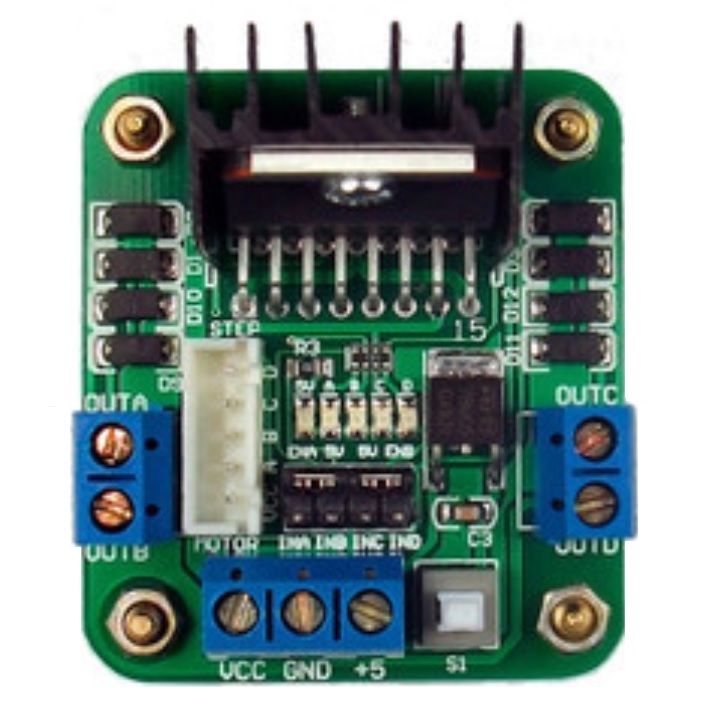 D1
D10
STEP
15
D12
D11
D9
R3
5V A B C D
D
C
B
A
VCC
OUTA
OUTC
ENA 5V 5V ENB
OUTB
MOTOR
INA INB INC IND
C3
OUTD
VCC GND +5
S1